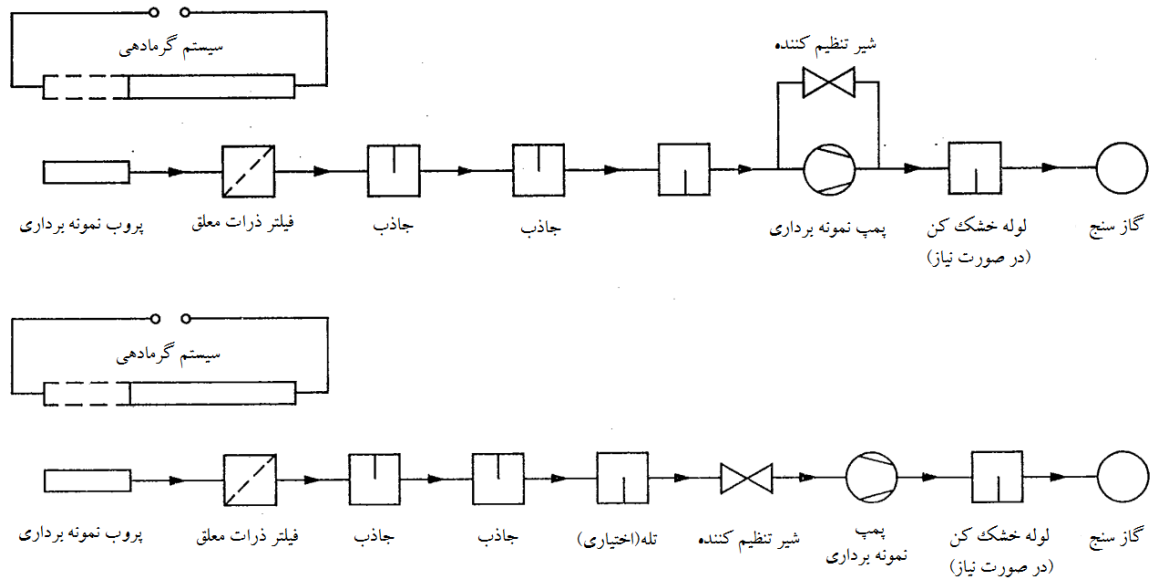 سیستم گرمادهی
شیر تنظیم کننده
پروب نمونه برداری
فیلتر ذرات معلق
جاذب
جاذب
پمپ نمونه برداری
لوله خشک کن
(در صورت نیاز)
گاز سنج
سیستم گرمادهی
پروب نمونه برداری
فیلتر ذرات معلق
جاذب
جاذب
تله(اختیاری)
شیر تنظیم کننده
پمپ
نمونه برداری
لوله خشک کن
(در صورت نیاز)
گاز سنج